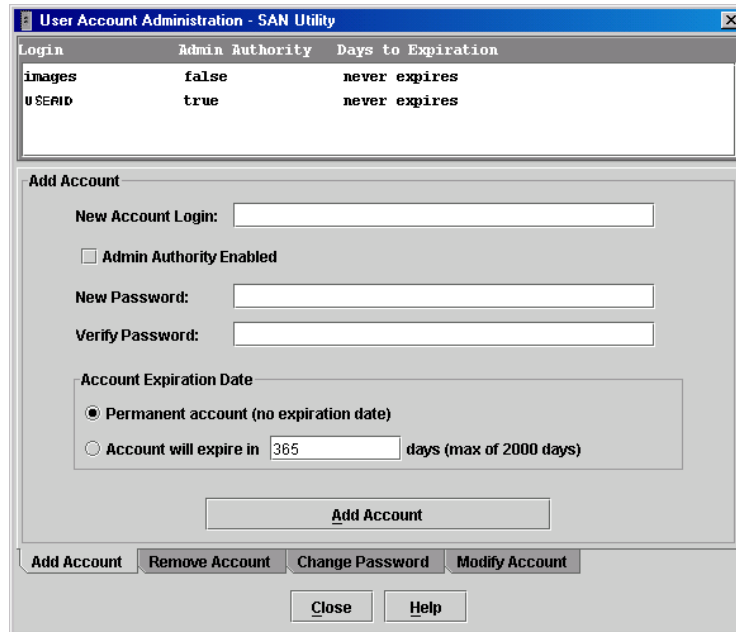 User Account Administration - SAN Utility
Login Admin Authority Days to Expiration
images false never expires
USERID true never expires
Add Account
New Account Login:
Admin Authority Enabled
New Password:
Verify Password:
Account Expiration Date
Permanent account (no expiration date)
Account will expire in 365 days (max of 2000 days)
Add Account
Add Account Remove Account Change Password Modify Account
Close Help